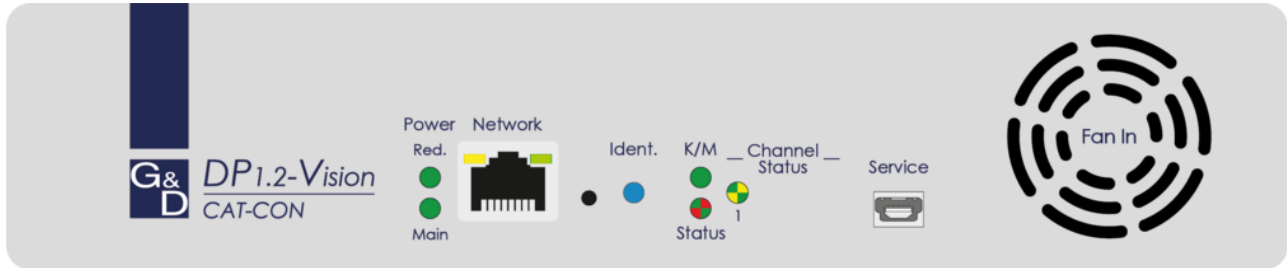 G&D
DP1.2-Vision
CAT-CON
Power
Red.
Main
Network
Ident.
K/M
Status
Channel
Status
1
Service
Fan In